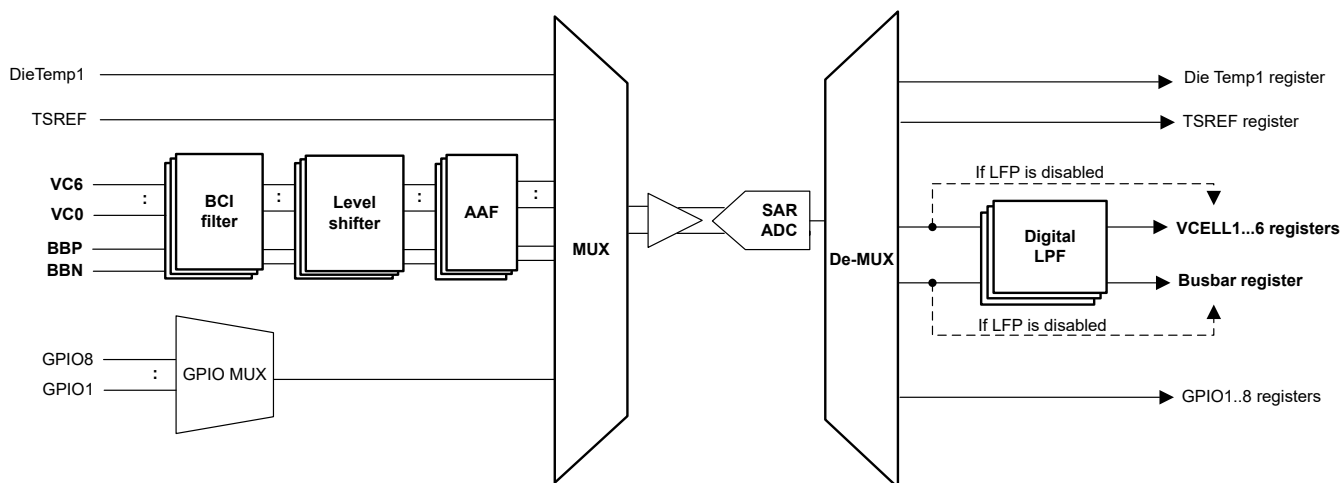 DieTemp1
TSREF
VC6
:
VC0
BBP
BBN
BCI
filter
:
Level
shifter
:
AAF
:
GPIO8
:
GPIO1
GPIO MUX
MUX
SAR
ADC
De-MUX
Die Temp1 register
TSREF register
If LFP is disabled
Digital
LPF
VCELL1...6 registers
Busbar register
If LFP is disabled
GPIO1..8 registers